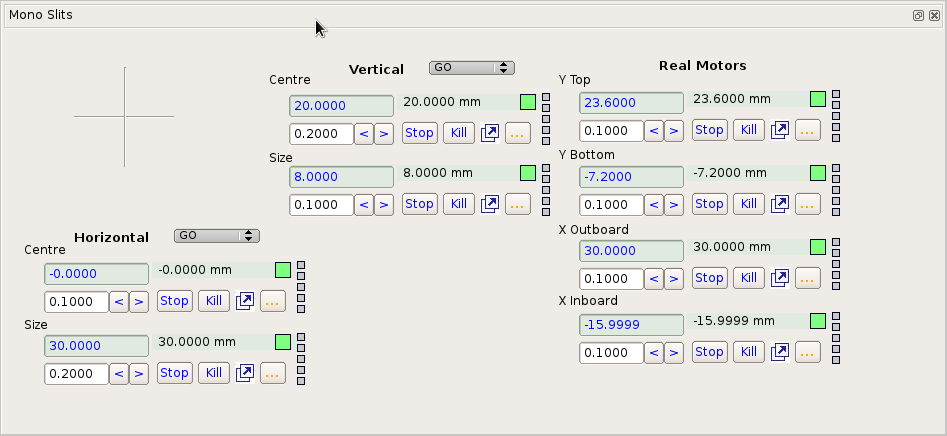 Mono Slits
Vertical GO
Centre
20.0000 20.0000 mm
0.2000 < > Stop Kill ...
Size
8.0000 8.0000 mm
0.1000 < > Stop Kill ...
Horizontal GO
Centre
-0.0000 -0.0000 mm
0.1000 < > Stop Kill ...
Size
30.0000 30.0000 mm
0.2000 < > Stop Kill ...
Real Motors
Y Top
23.6000 23.6000 mm
0.1000 < > Stop Kill ...
Y Bottom
-7.2000 -7.2000 mm
0.1000 < > Stop Kill ...
X Outboard
30.0000 30.0000 mm
0.1000 < > Stop Kill ...
X Inboard
-15.9999 -15.9999 mm
0.1000 < > Stop Kill ...